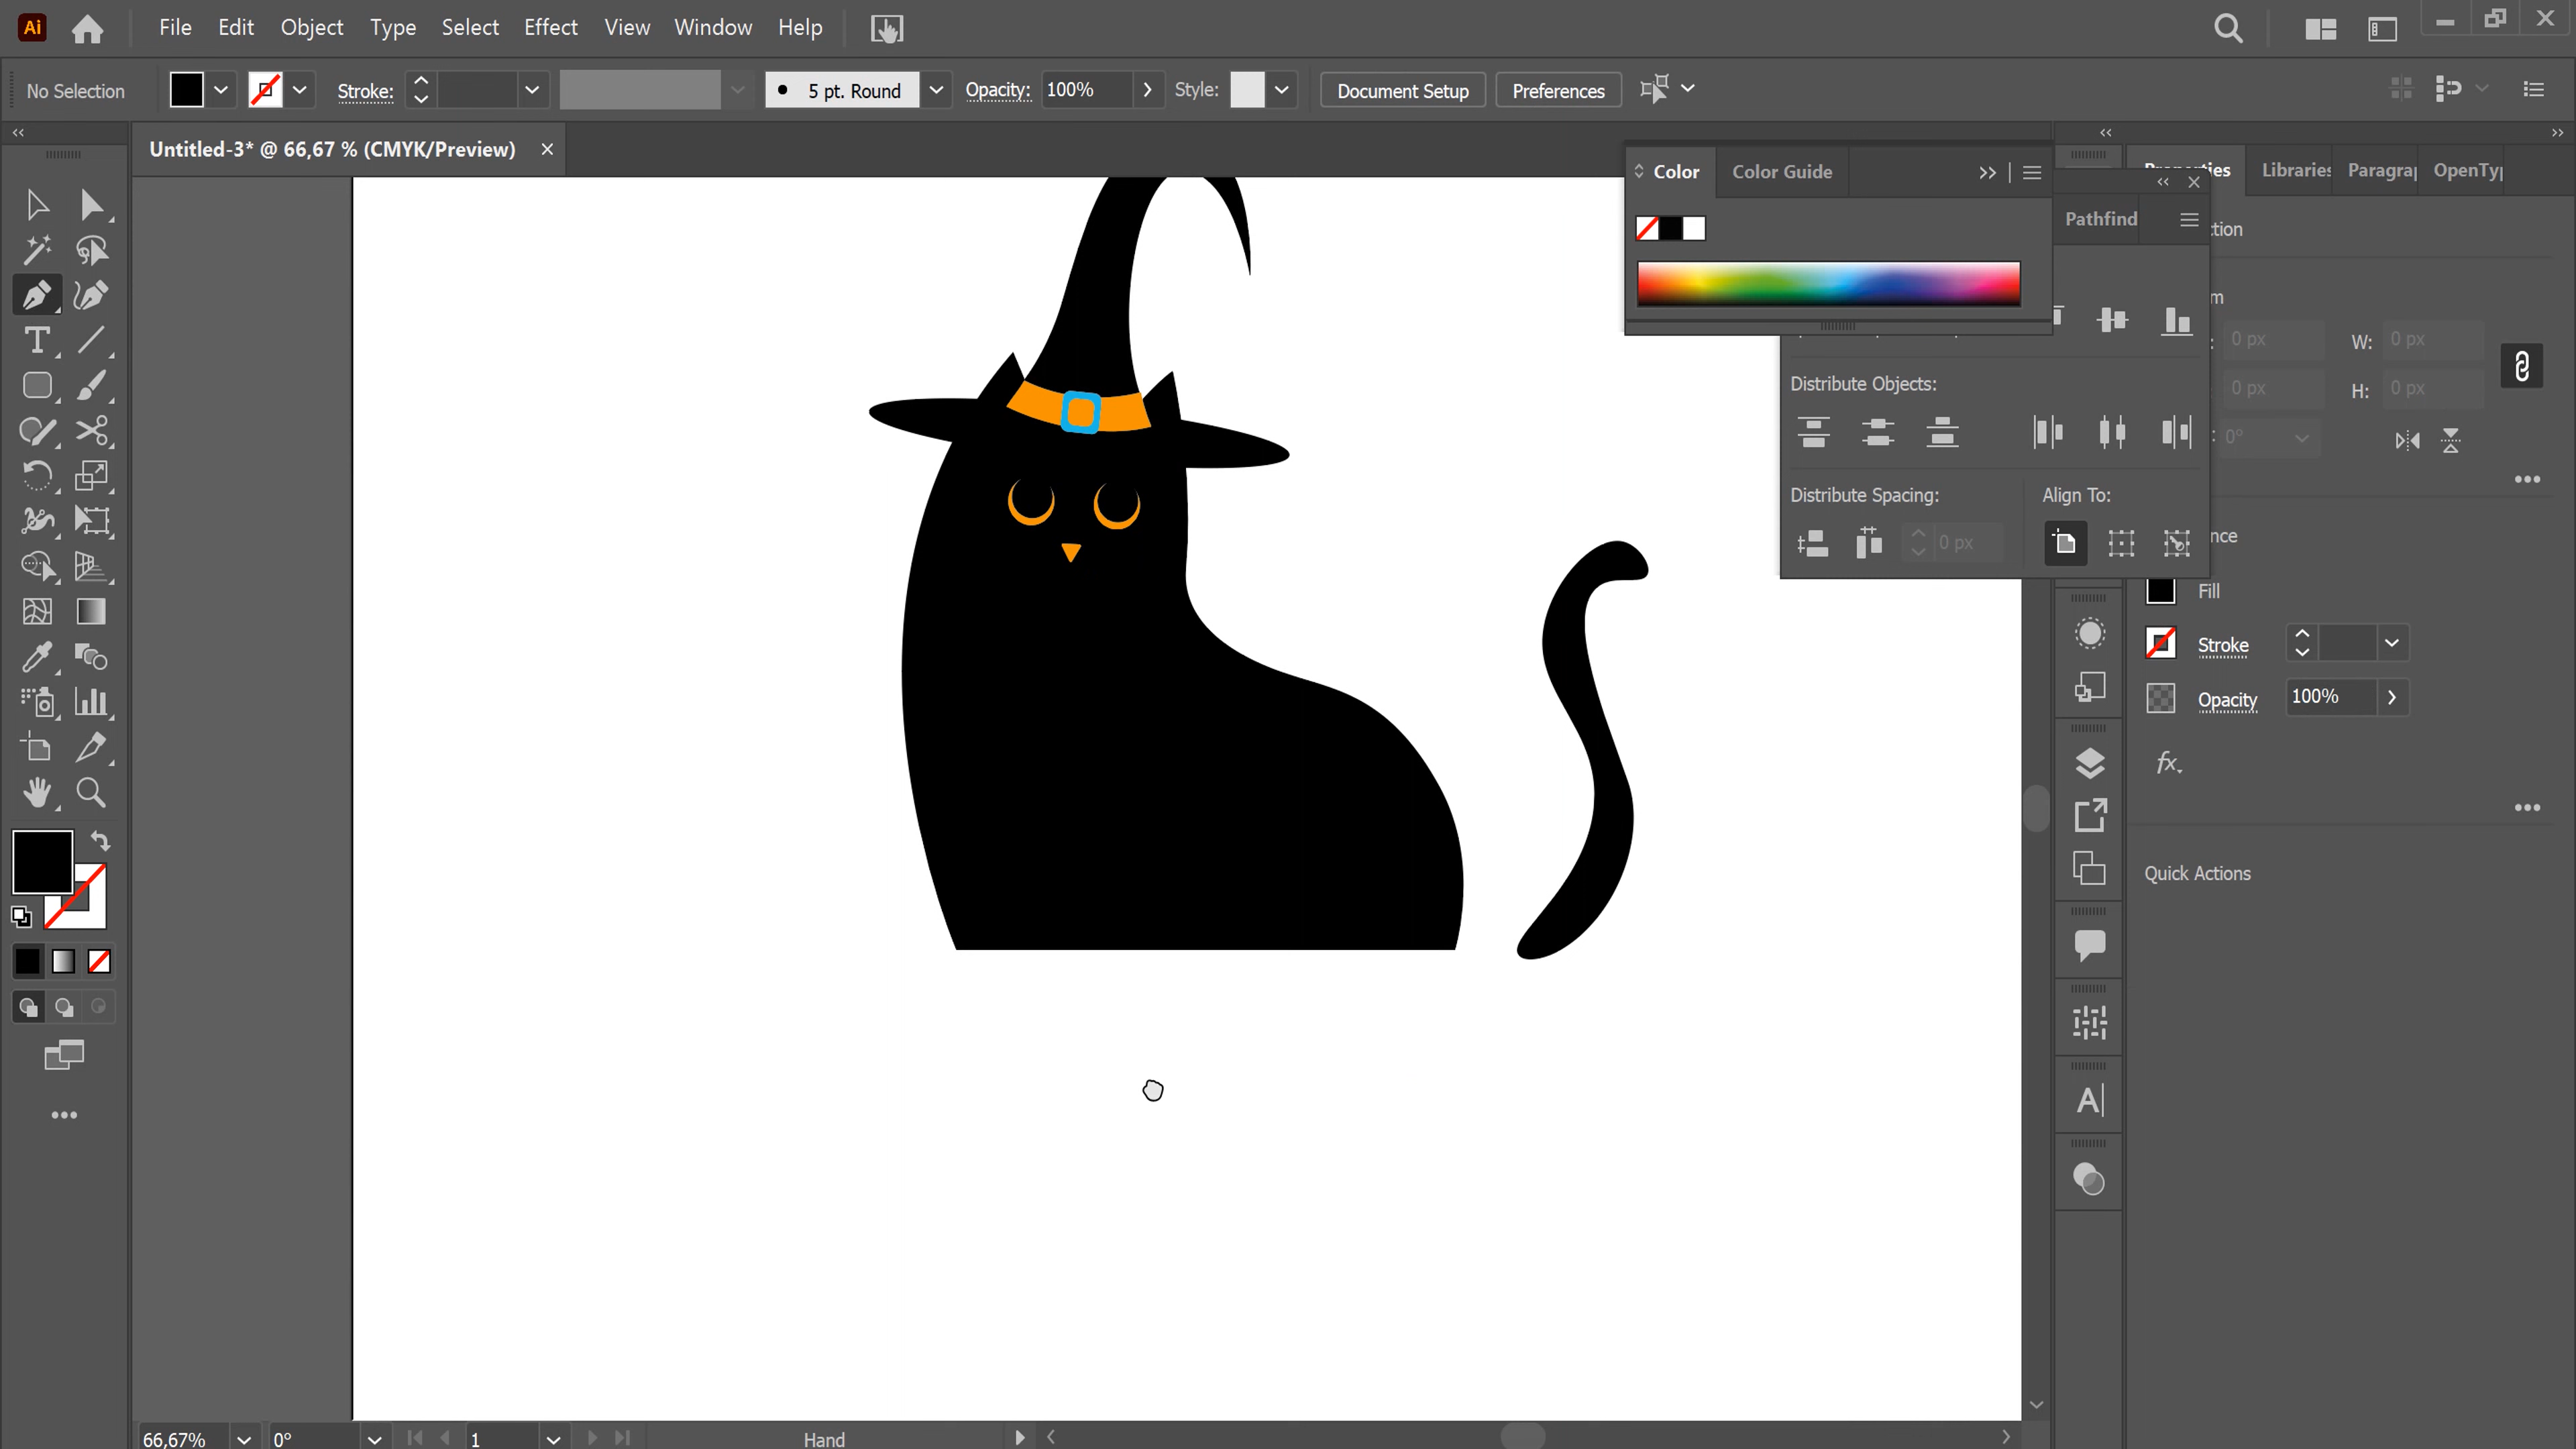 Ai File Edit Object Type Select Effect View Window Help
No Selection Stroke: 5 pt. Round Opacity: 100% Style: Document Setup Preferences
Untitled-3* @ 66,67 % (CMYK/Preview)
Color Color Guide
Properties Libraries Paragra OpenTy
Pathfind
ction
m
0 px W: 0 px
0 px H: 0 px
0°
Distribute Objects:
Distribute Spacing: Align To:
0 px
nce
Fill
Stroke
Opacity 100%
fx
Quick Actions
A
66,67% 0° 1 Hand